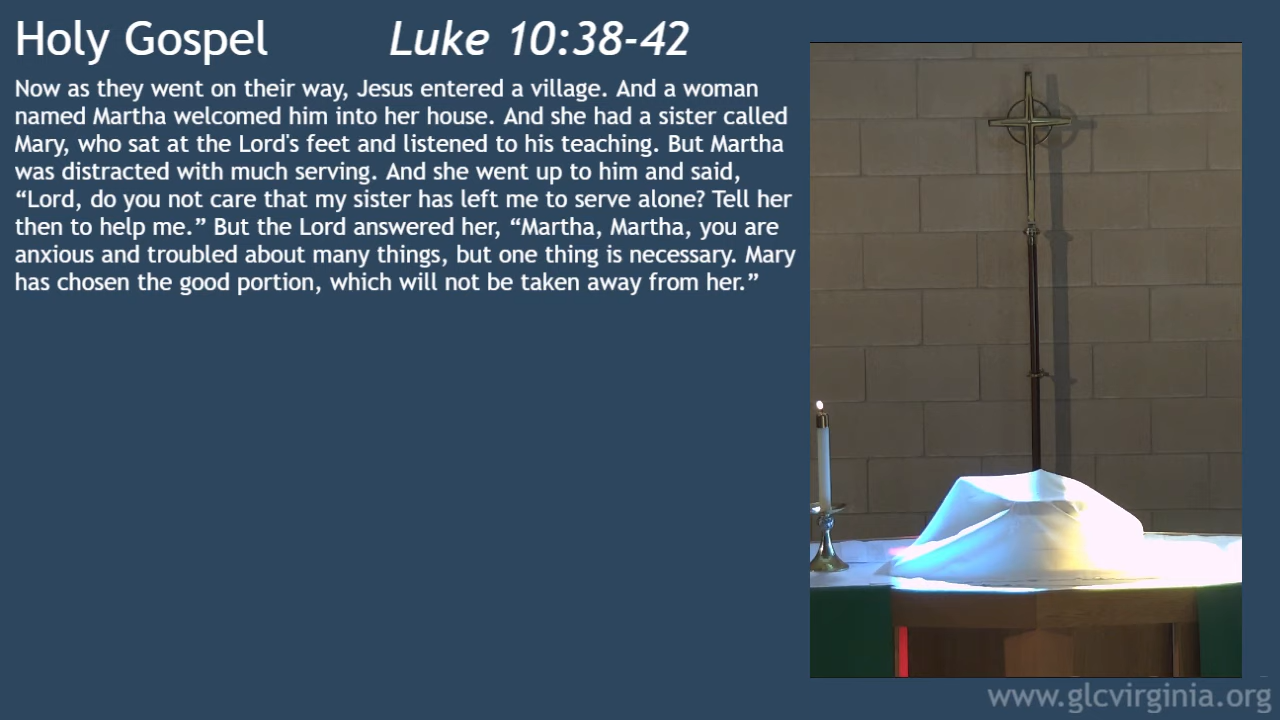 Holy Gospel Luke 10:38-42
Now as they went on their way, Jesus entered a village. And a woman
named Martha welcomed him into her house. And she had a sister called
Mary, who sat at the Lord's feet and listened to his teaching. But Martha
was distracted with much serving. And she went up to him and said,
“Lord, do you not care that my sister has left me to serve alone? Tell her
then to help me.” But the Lord answered her, “Martha, Martha, you are
anxious and troubled about many things, but one thing is necessary. Mary
has chosen the good portion, which will not be taken away from her.”
www.glcvirginia.org